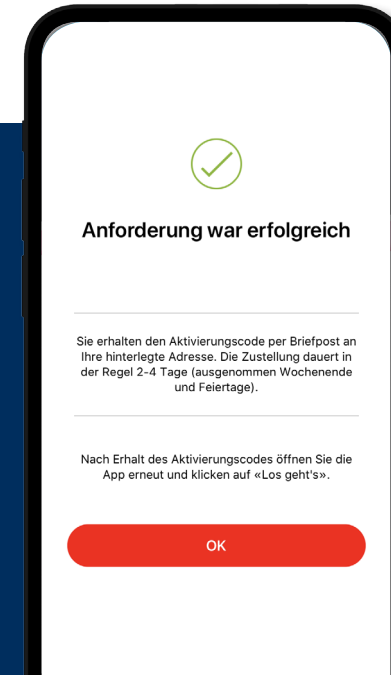 Anforderung war erfolgreich
Sie erhalten den Aktivierungscode per Briefpost an
Ihre hinterlegte Adresse. Die Zustellung dauert in
der Regel 2-4 Tage (ausgenommen Wochenende
und Feiertage).
Nach Erhalt des Aktivierungscodes öffnen Sie die
App erneut und klicken auf «Los geht's».
OK